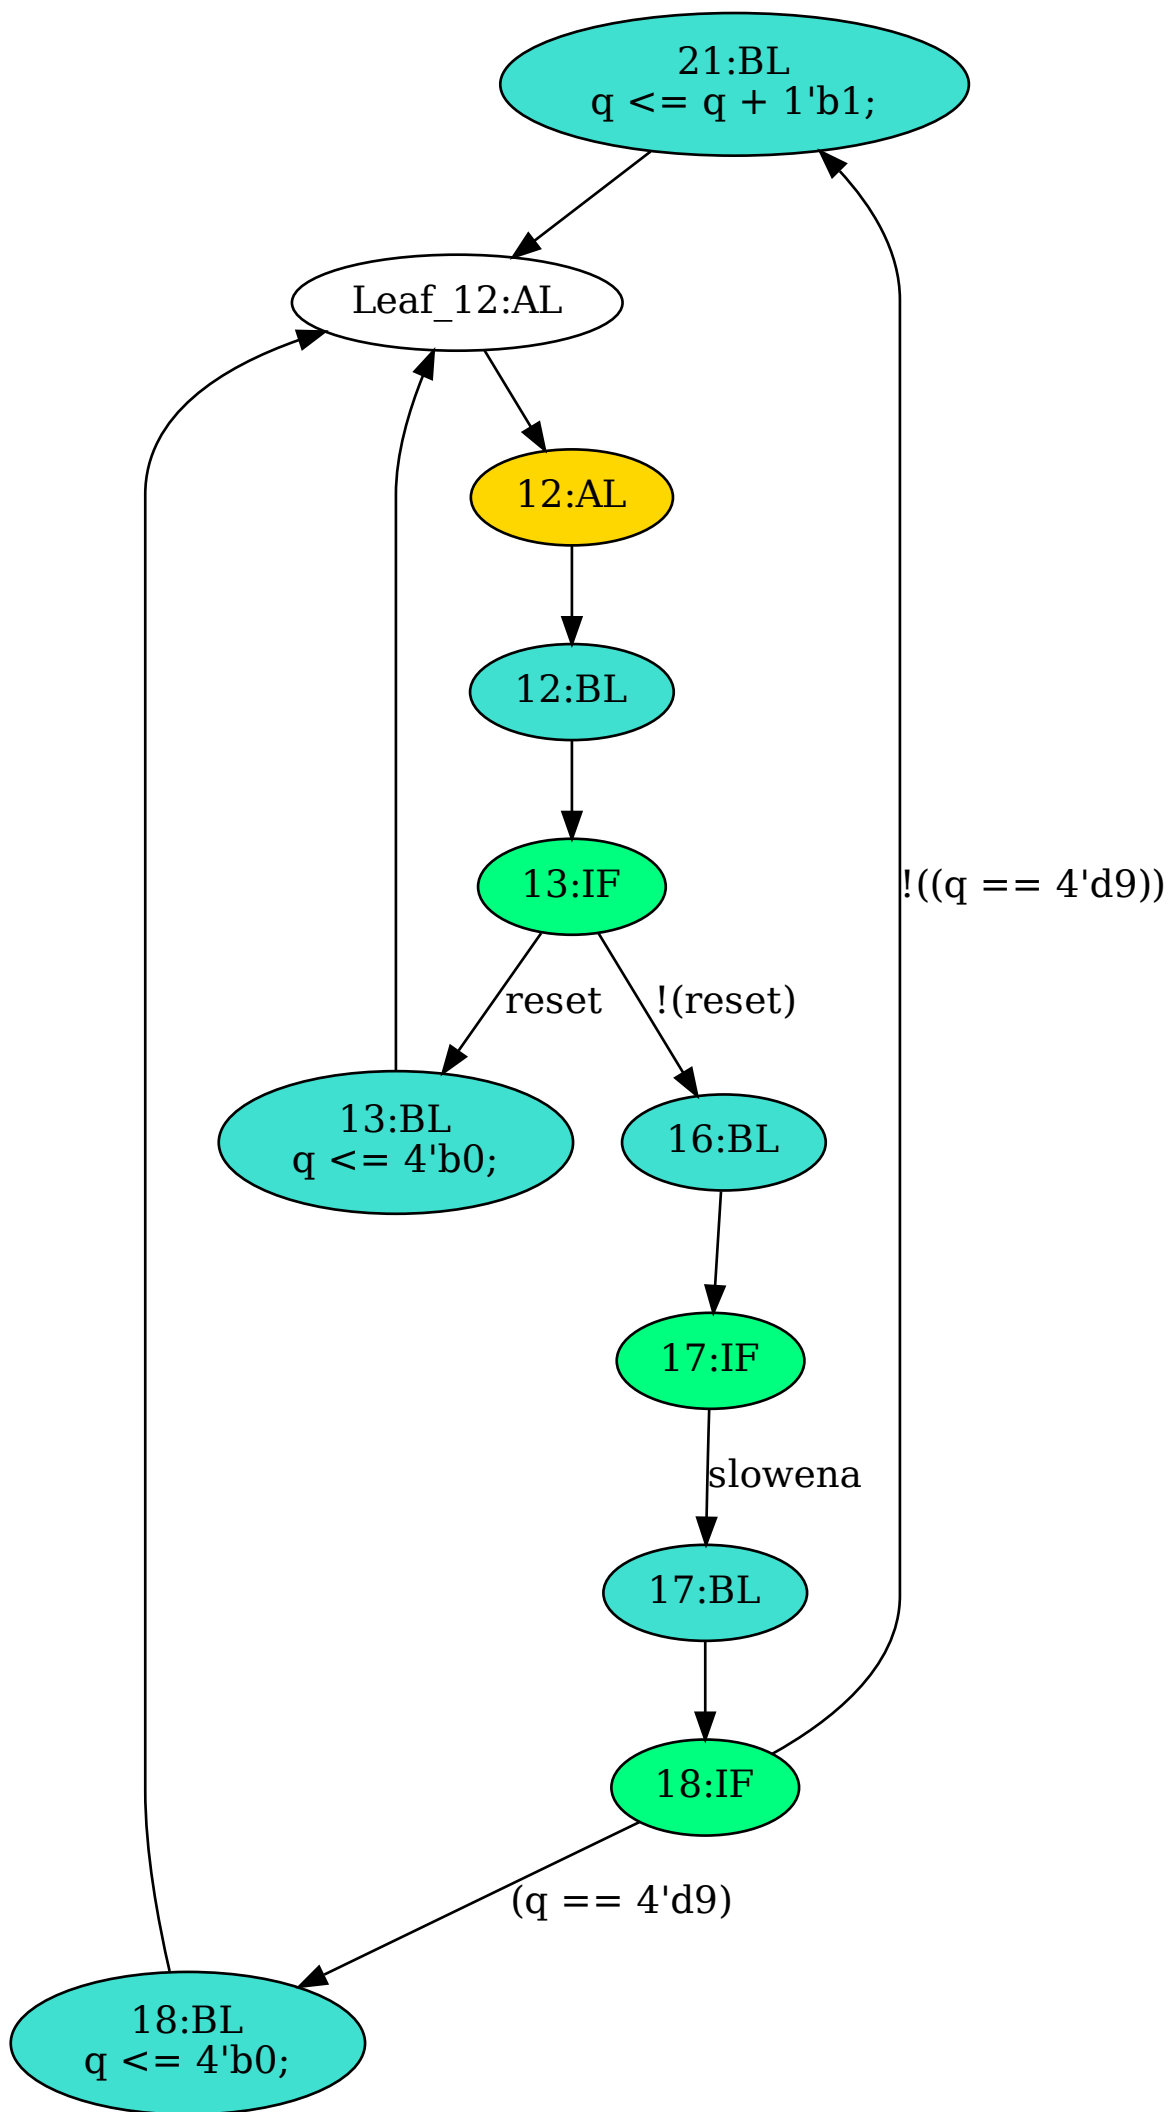 21:BL
q <= q + 1'b1;
Leaf_12:AL
12:AL
12:BL
13:IF
!((q == 4'd9))
reset
!(reset)
13:BL
q <= 4'b0;
16:BL
17:IF
slowena
17:BL
18:IF
(q == 4'd9)
18:BL
q <= 4'b0;